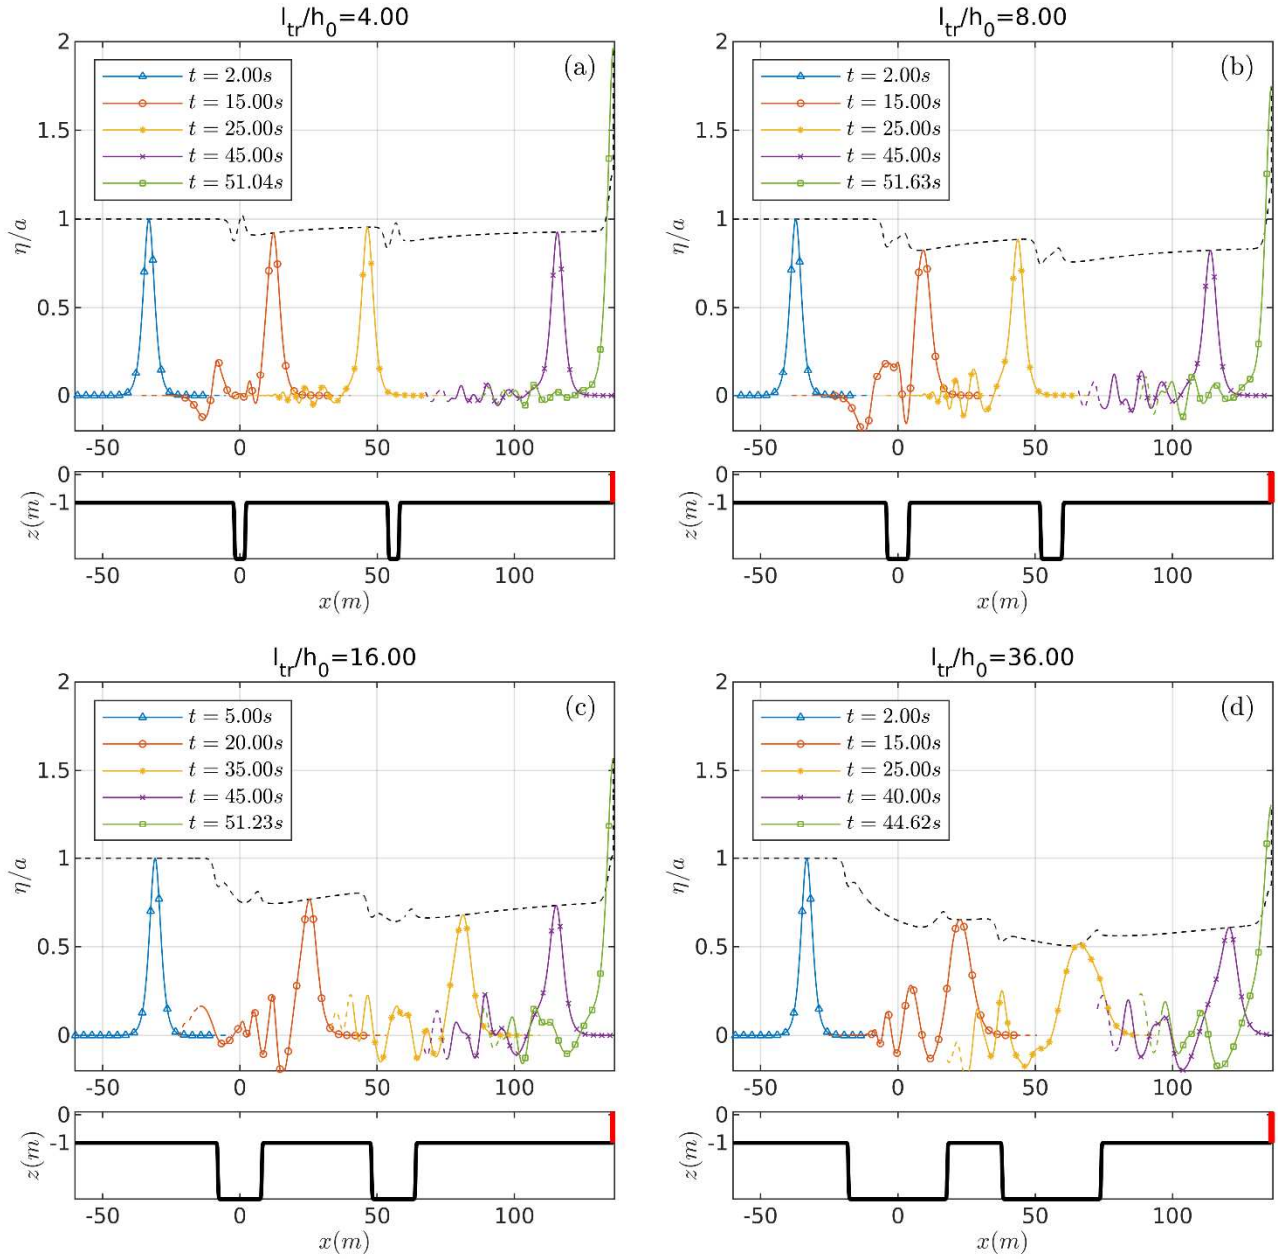 l_tr/h_0=4.00
(a)
t = 2.00s
t = 15.00s
t = 25.00s
t = 45.00s
t = 51.04s
2
1.5
1
0.5
0
η/a
-50 0 50 100
0
-1
z(m)
-50 0 50 100
x(m)
l_tr/h_0=8.00
(b)
t = 2.00s
t = 15.00s
t = 25.00s
t = 45.00s
t = 51.63s
2
1.5
1
0.5
0
η/a
-50 0 50 100
0
-1
z(m)
-50 0 50 100
x(m)
l_tr/h_0=16.00
(c)
t = 5.00s
t = 20.00s
t = 35.00s
t = 45.00s
t = 51.23s
2
1.5
1
0.5
0
η/a
-50 0 50 100
0
-1
z(m)
-50 0 50 100
x(m)
l_tr/h_0=36.00
(d)
t = 2.00s
t = 15.00s
t = 25.00s
t = 40.00s
t = 44.62s
2
1.5
1
0.5
0
η/a
-50 0 50 100
0
-1
z(m)
-50 0 50 100
x(m)